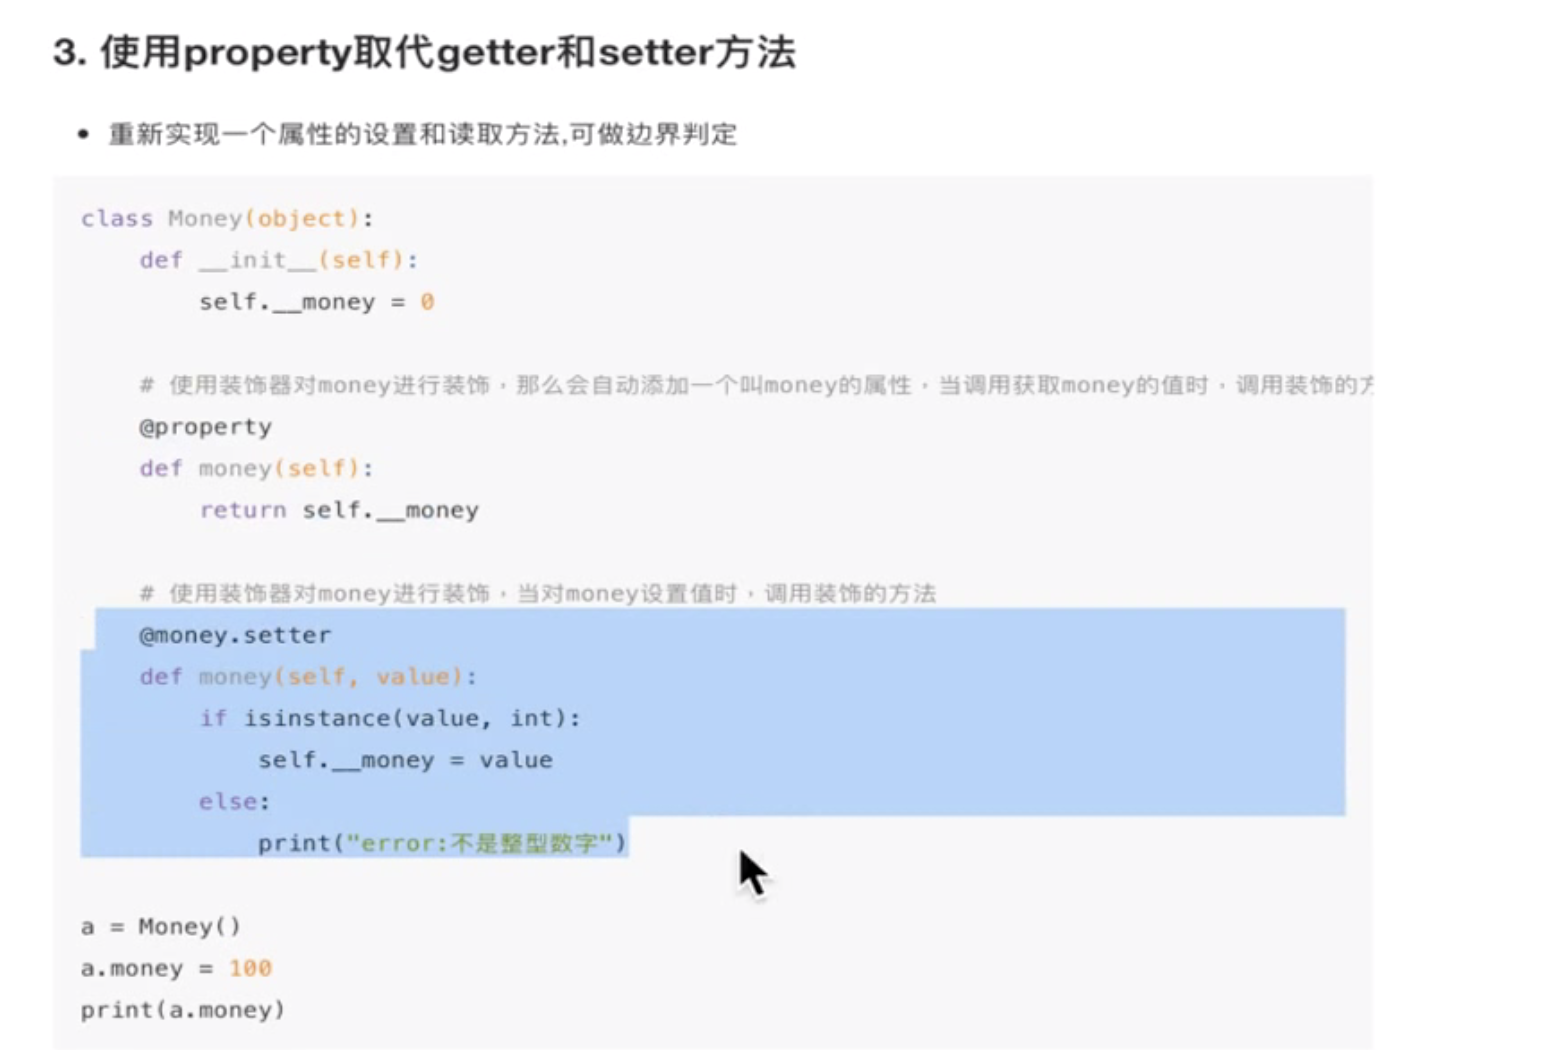 3. 使用property取代getter和setter方法
• 重新实现一个属性的设置和读取方法,可做边界判定
class Money(object):
    def __init__(self):
        self.__money = 0
    # 使用装饰器对money进行装饰，那么会自动添加一个叫money的属性，当调用获取money的值时，调用装饰的方
    @property
    def money(self):
        return self.__money
    # 使用装饰器对money进行装饰，当对money设置值时，调用装饰的方法
    @money.setter
    def money(self, value):
        if isinstance(value, int):
            self.__money = value
        else:
            print("error:不是整型数字")
a = Money()
a.money = 100
print(a.money)